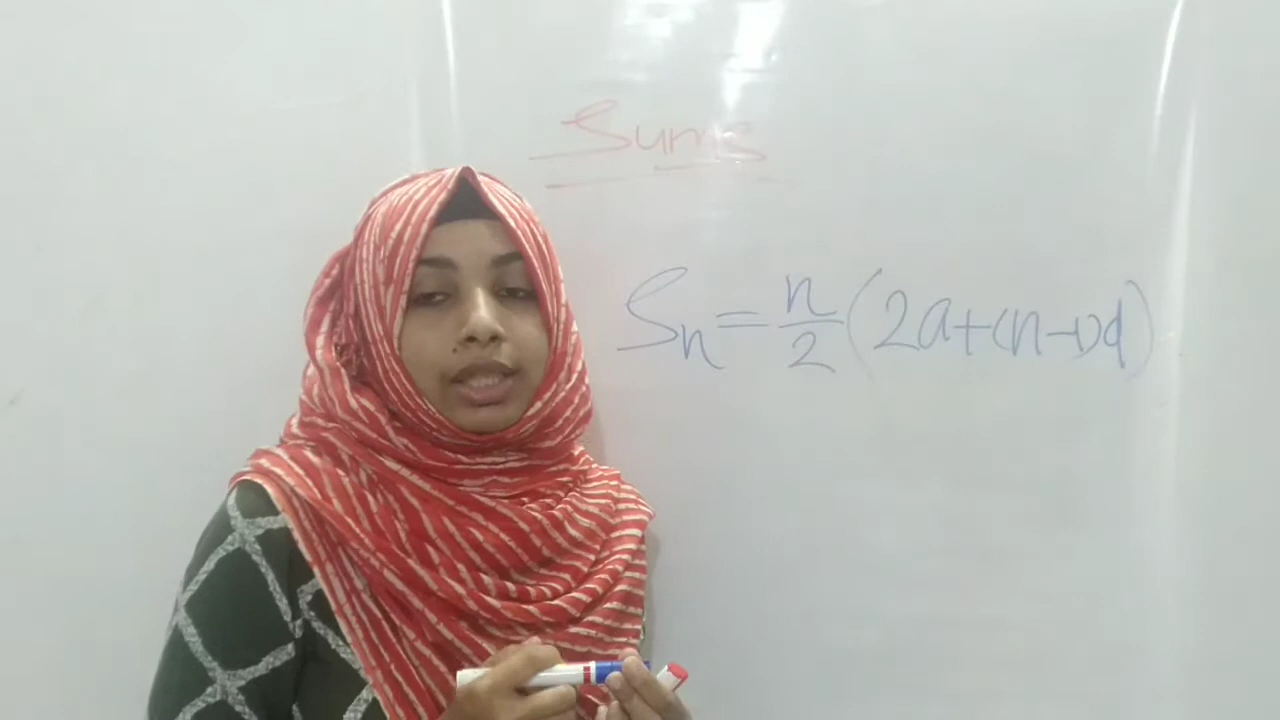 Sums
Sn = n/2 (2a+(n-1)d)